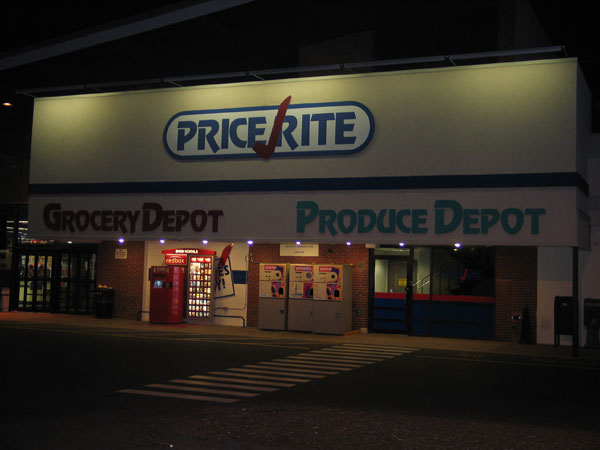 PRICE RITE
GROCERY DEPOT
PRODUCE DEPOT
redbox